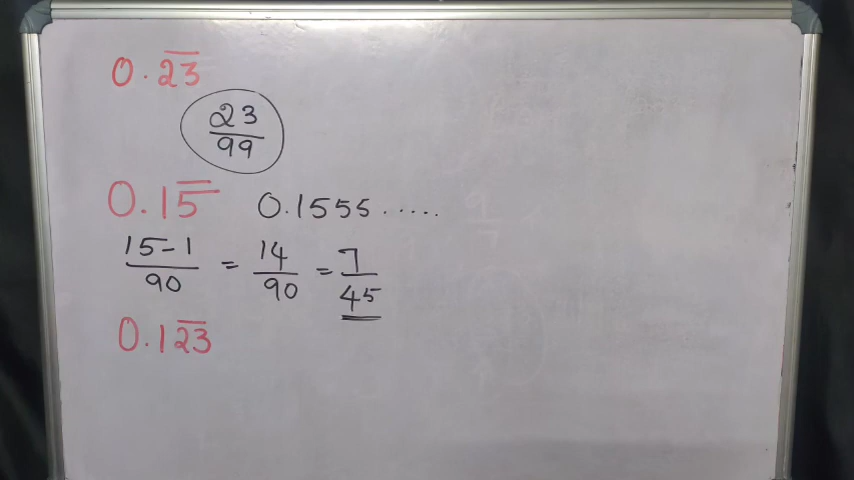 0.2̅3̅
23/99
0.15̅ 0.1555.....
15-1/90 = 14/90 = 7/45
0.12̅3̅